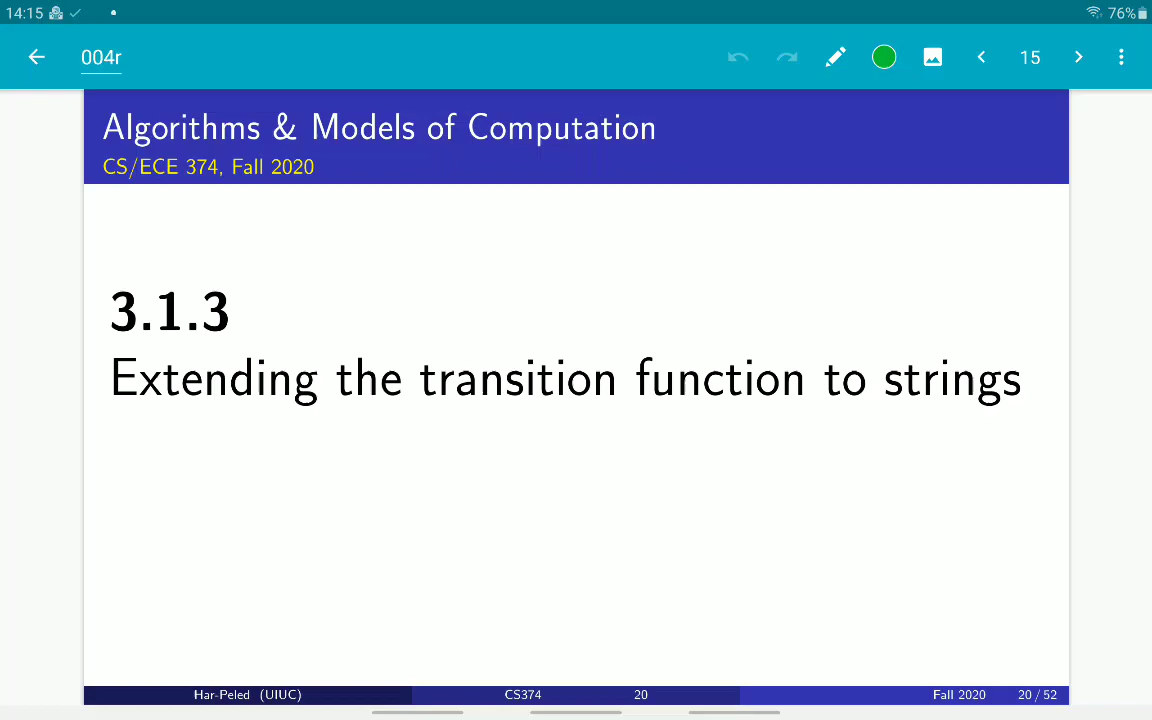 14:15 76%
004r 15
Algorithms & Models of Computation
CS/ECE 374, Fall 2020
3.1.3
Extending the transition function to strings
Har-Peled (UIUC) CS374 20 Fall 2020 20 / 52